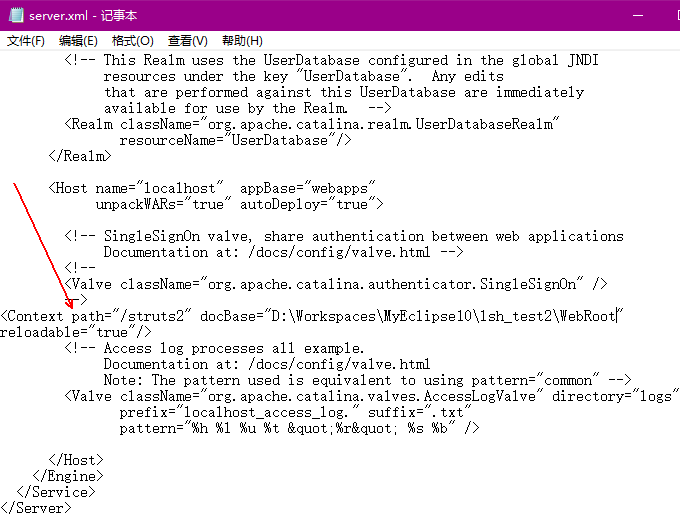 server.xml - 记事本
文件(F) 编辑(E) 格式(O) 查看(V) 帮助(H)
<!-- This Realm uses the UserDatabase configured in the global JNDI
resources under the key "UserDatabase".  Any edits
that are performed against this UserDatabase are immediately
available for use by the Realm.  -->
<Realm className="org.apache.catalina.realm.UserDatabaseRealm"
resourceName="UserDatabase"/>
</Realm>
<Host name="localhost"  appBase="webapps"
unpackWARs="true" autoDeploy="true">
<!-- SingleSignOn valve, share authentication between web applications
Documentation at: /docs/config/valve.html -->
<!--
<Valve className="org.apache.catalina.authenticator.SingleSignOn" />
-->
<Context path="/struts2" docBase="D:\Workspaces\MyEclipse10\lsh_test2\WebRoot"
reloadable="true"/>
<!-- Access log processes all example.
Documentation at: /docs/config/valve.html
Note: The pattern used is equivalent to using pattern="common" -->
<Valve className="org.apache.catalina.valves.AccessLogValve" directory="logs"
prefix="localhost_access_log." suffix=".txt"
pattern="%h %l %u %t &quot;%r&quot; %s %b" />
</Host>
</Engine>
</Service>
</Server>